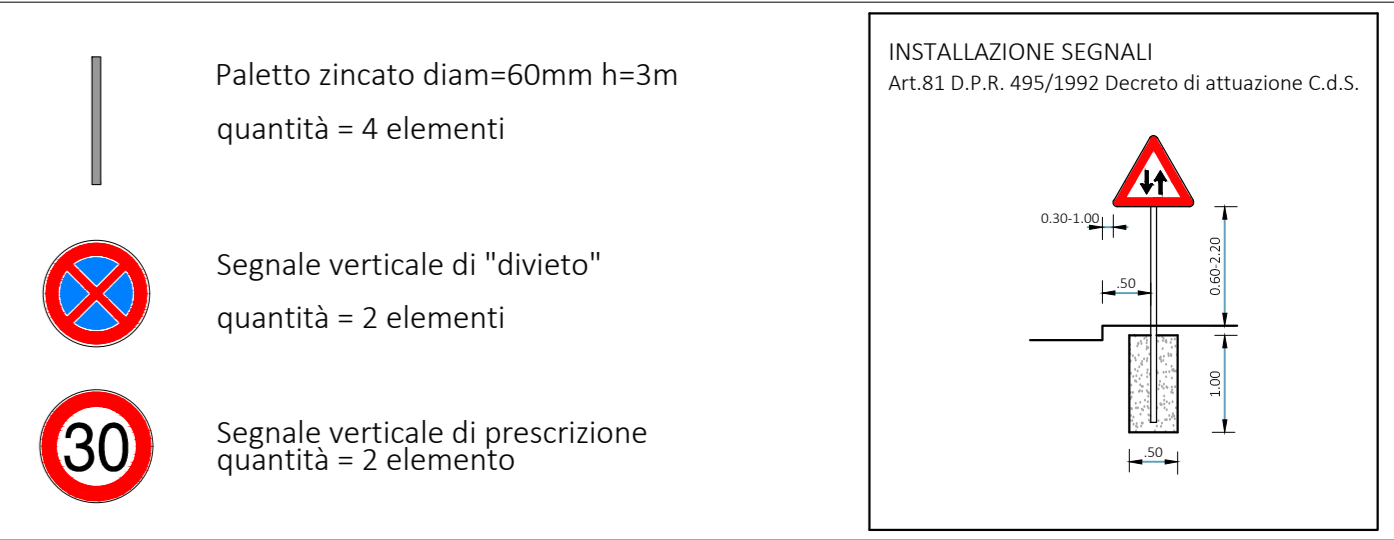 Paletto zincato diam=60mm h=3m
quantità = 4 elementi
Segnale verticale di "divieto"
quantità = 2 elementi
30
Segnale verticale di prescrizione
quantità = 2 elemento
INSTALLAZIONE SEGNALI
Art.81 D.P.R. 495/1992 Decreto di attuazione C.d.S.
0.30-1.00
0.60-2.20
.50
1.00
.50